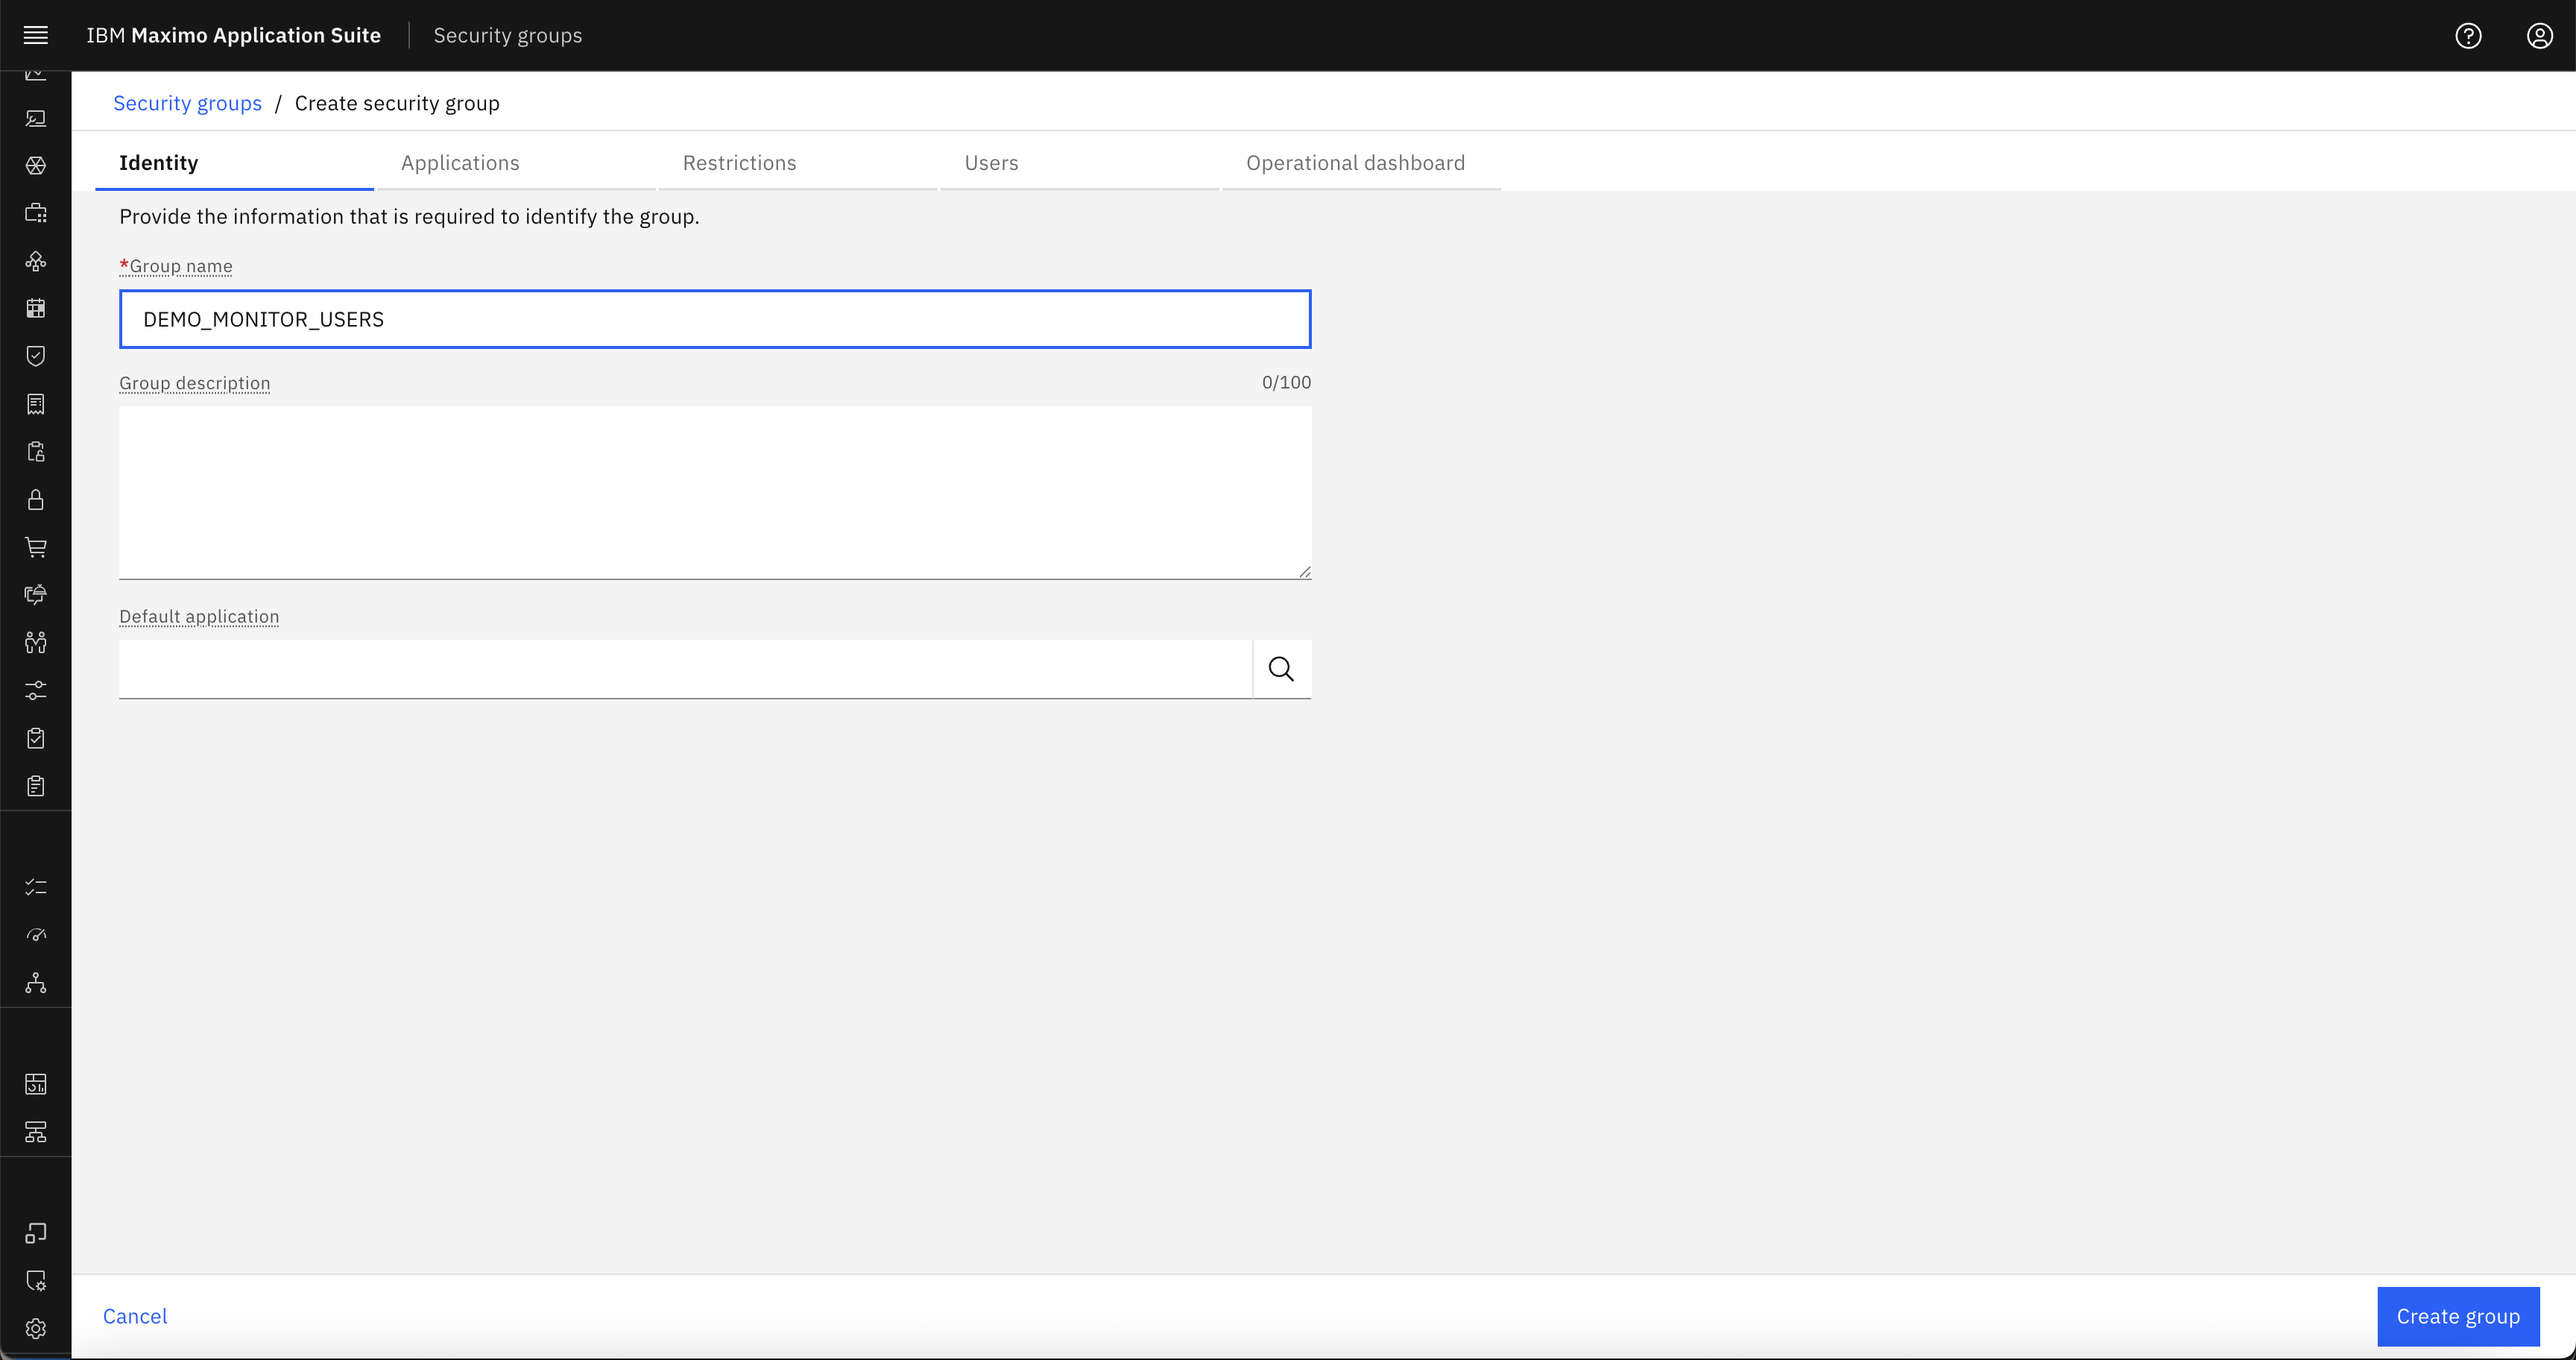 IBM Maximo Application Suite | Security groups
Security groups / Create security group
Identity Applications Restrictions Users Operational dashboard
Provide the information that is required to identify the group.
*Group name
DEMO_MONITOR_USERS
Group description 0/100
Default application
Cancel Create group